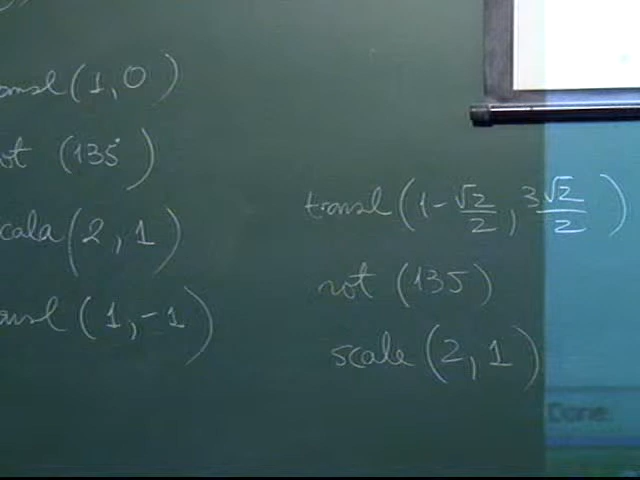 ansl (1, 0)
ot (135°)
cala (2, 1)
ansl (1, -1)
transl (1 - √2/2, 3√2/2)
rot (135)
scale (2, 1)
Done